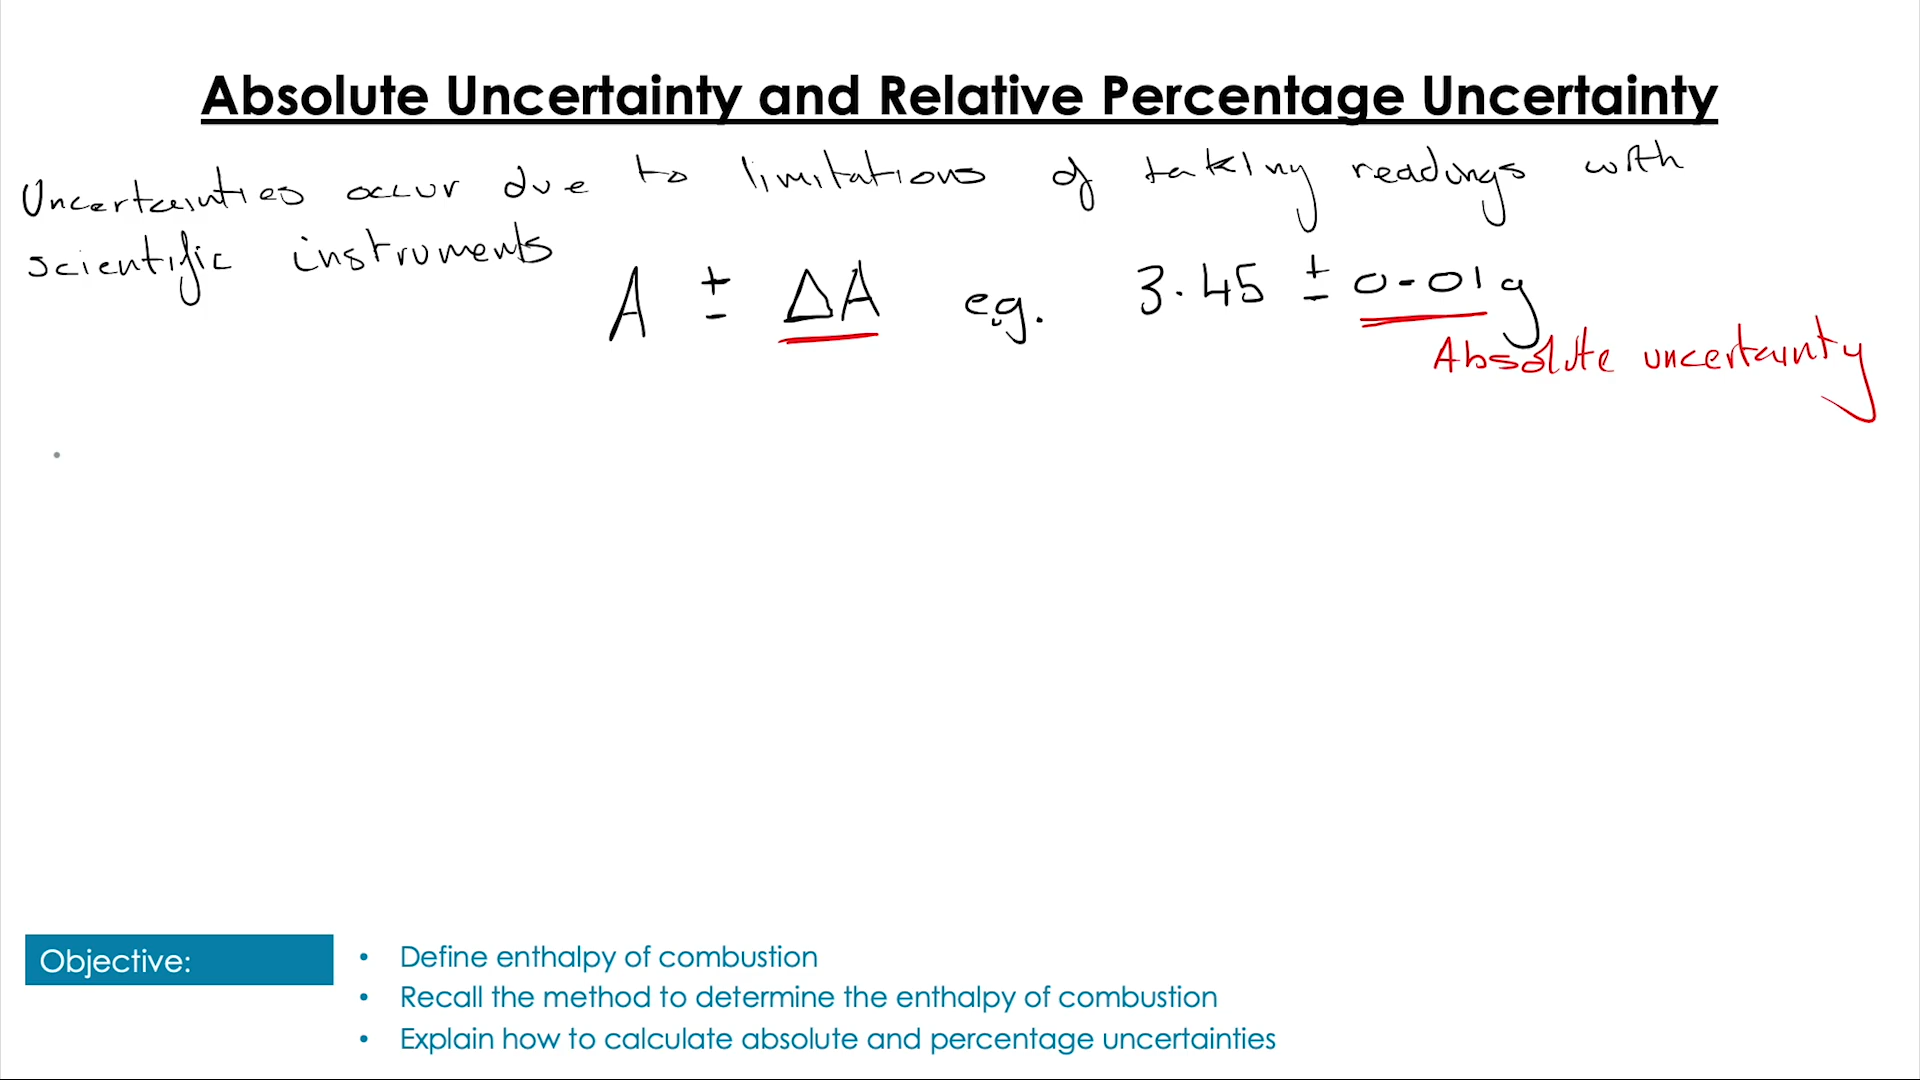 Absolute Uncertainty and Relative Percentage Uncertainty
Uncertainties occur due to limitations of taking readings with
scientific instruments
A ± ΔA e.g. 3.45 ± 0.01g
Absolute uncertainty
Objective:
• Define enthalpy of combustion
• Recall the method to determine the enthalpy of combustion
• Explain how to calculate absolute and percentage uncertainties